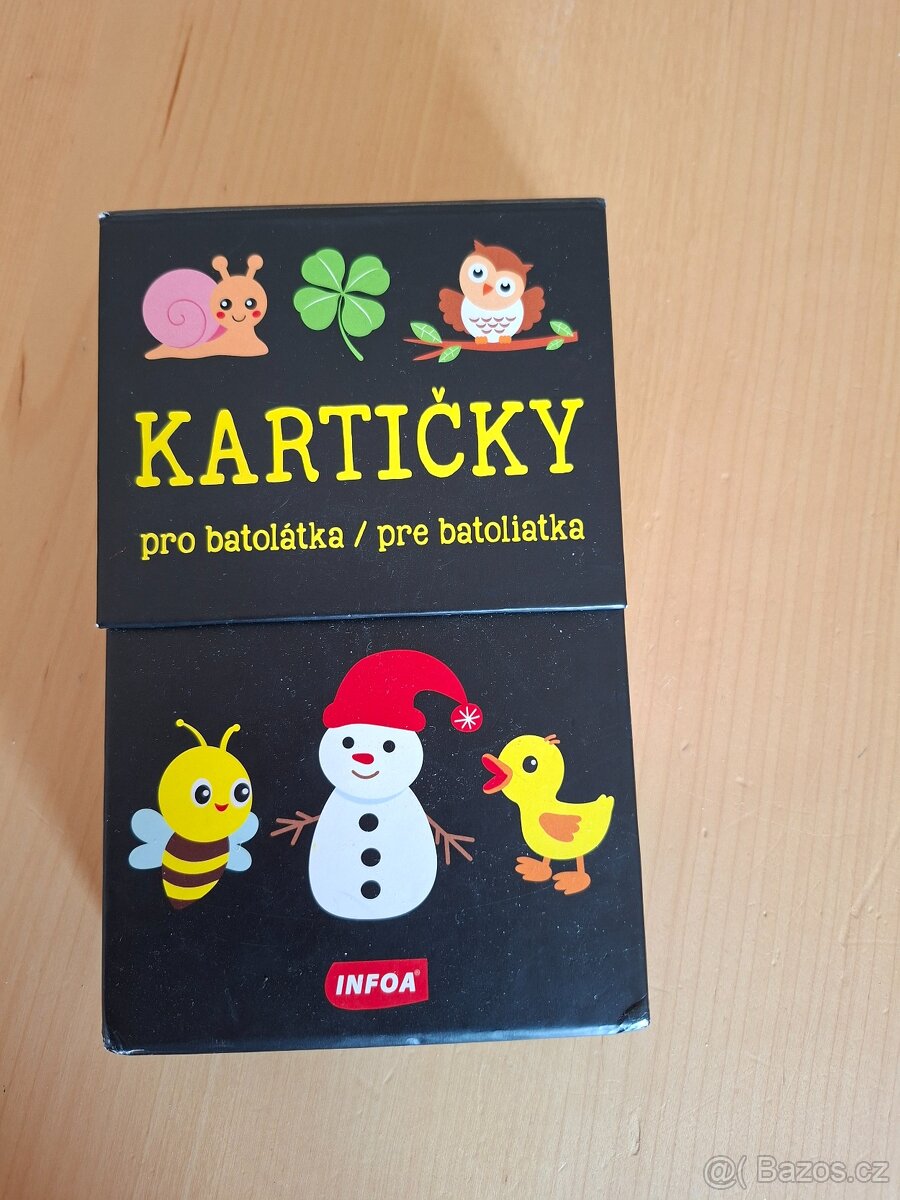 KARTIČKY
pro batolátka / pre batoliatka
INFOA®
@( Bazos.cz